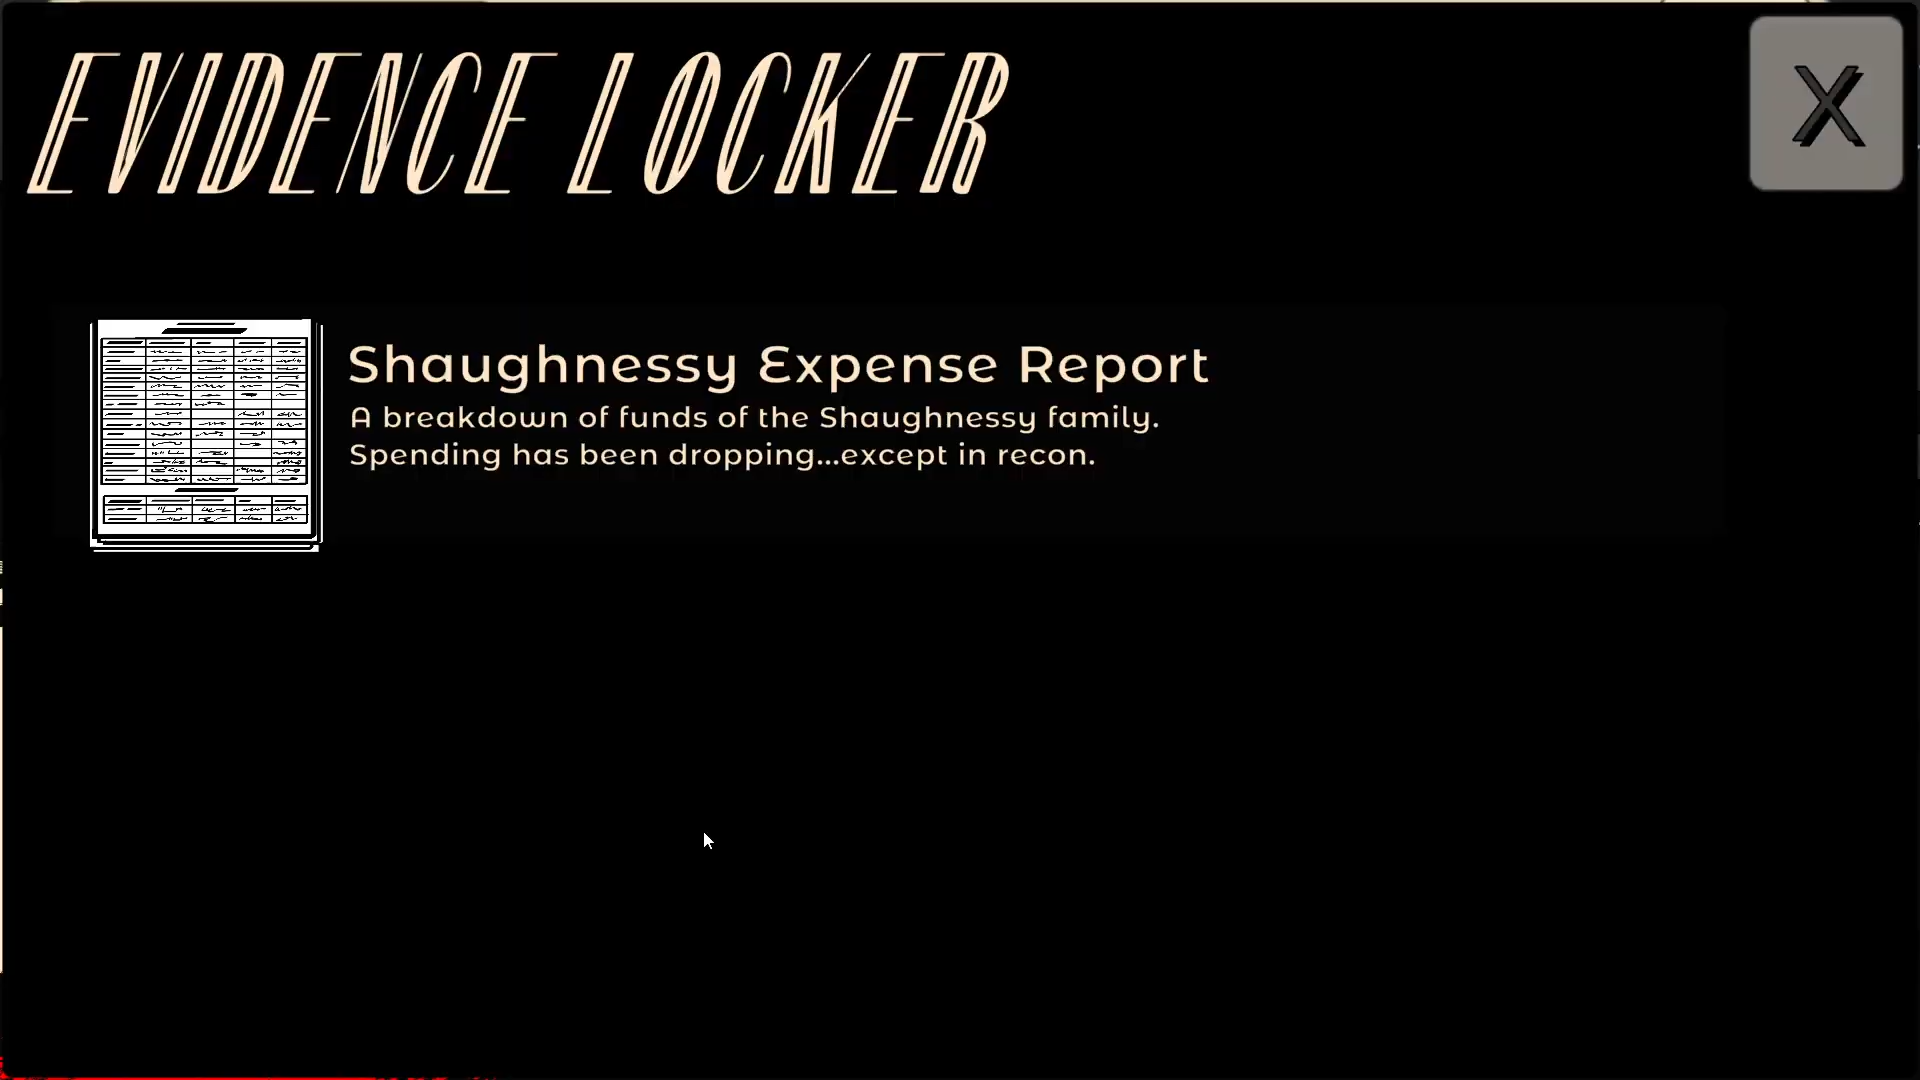 EVIDENCE LOCKER
X
Shaughnessy Expense Report
A breakdown of funds of the Shaughnessy family.
Spending has been dropping...except in recon.